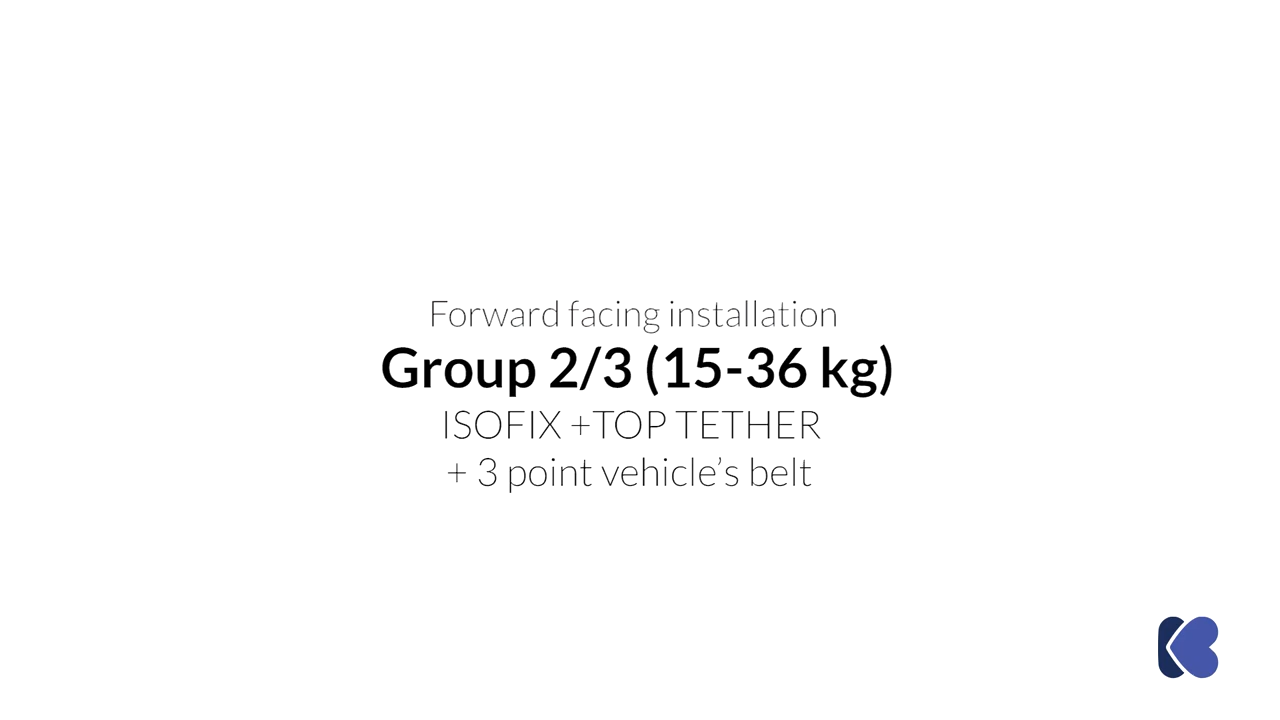 Forward facing installation
Group 2/3 (15-36 kg)
ISOFIX +TOP TETHER
+ 3 point vehicle’s belt